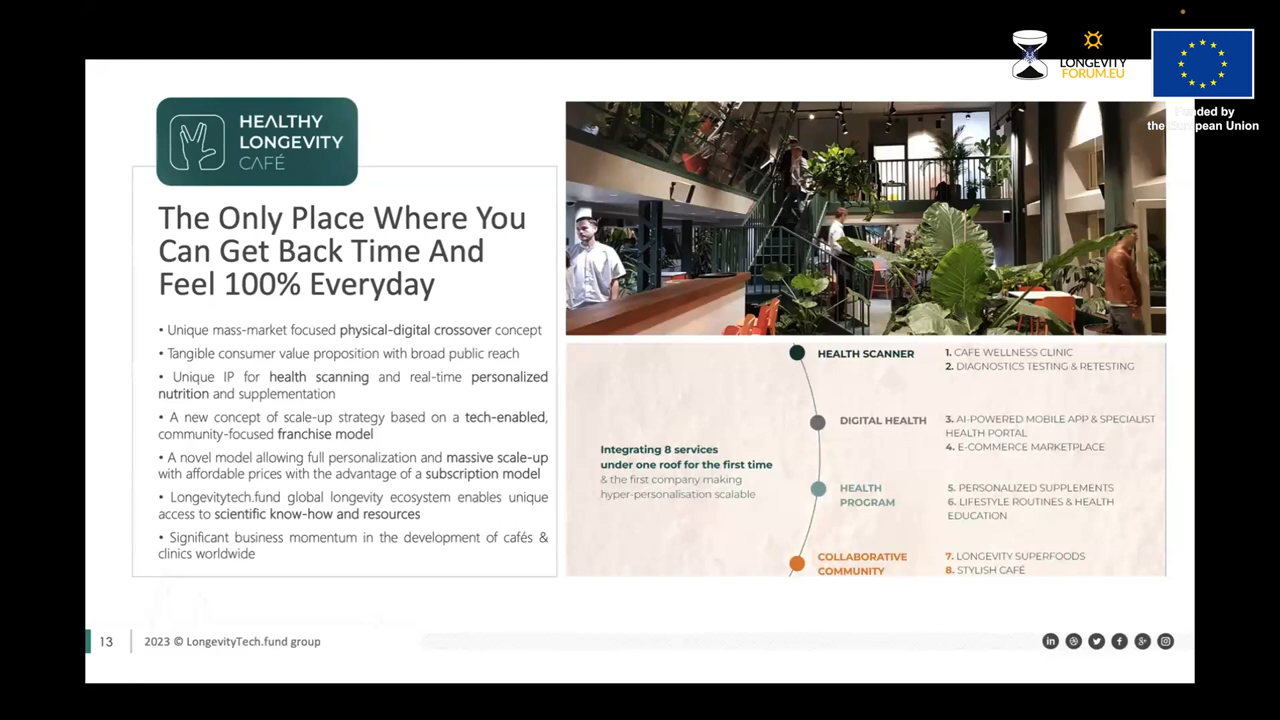 LONGEVITY
FORUM.EU
Funded by
the European Union
HEALTHY
LONGEVITY
CAFÉ
The Only Place Where You
Can Get Back Time And
Feel 100% Everyday
• Unique mass-market focused physical-digital crossover concept
• Tangible consumer value proposition with broad public reach
• Unique IP for health scanning and real-time personalized
nutrition and supplementation
• A new concept of scale-up strategy based on a tech-enabled,
community-focused franchise model
• A novel model allowing full personalization and massive scale-up
with affordable prices with the advantage of a subscription model
• Longevitytech.fund global longevity ecosystem enables unique
access to scientific know-how and resources
• Significant business momentum in the development of cafés &
clinics worldwide
Integrating 8 services
under one roof for the first time
& the first company making
hyper-personalisation scalable
HEALTH SCANNER
1. CAFE WELLNESS CLINIC
2. DIAGNOSTICS TESTING & RETESTING
DIGITAL HEALTH
3. AI-POWERED MOBILE APP & SPECIALIST
HEALTH PORTAL
4. E-COMMERCE MARKETPLACE
HEALTH
PROGRAM
5. PERSONALIZED SUPPLEMENTS
6. LIFESTYLE ROUTINES & HEALTH
EDUCATION
COLLABORATIVE
COMMUNITY
7. LONGEVITY SUPERFOODS
8. STYLISH CAFÉ
13
2023 © LongevityTech.fund group